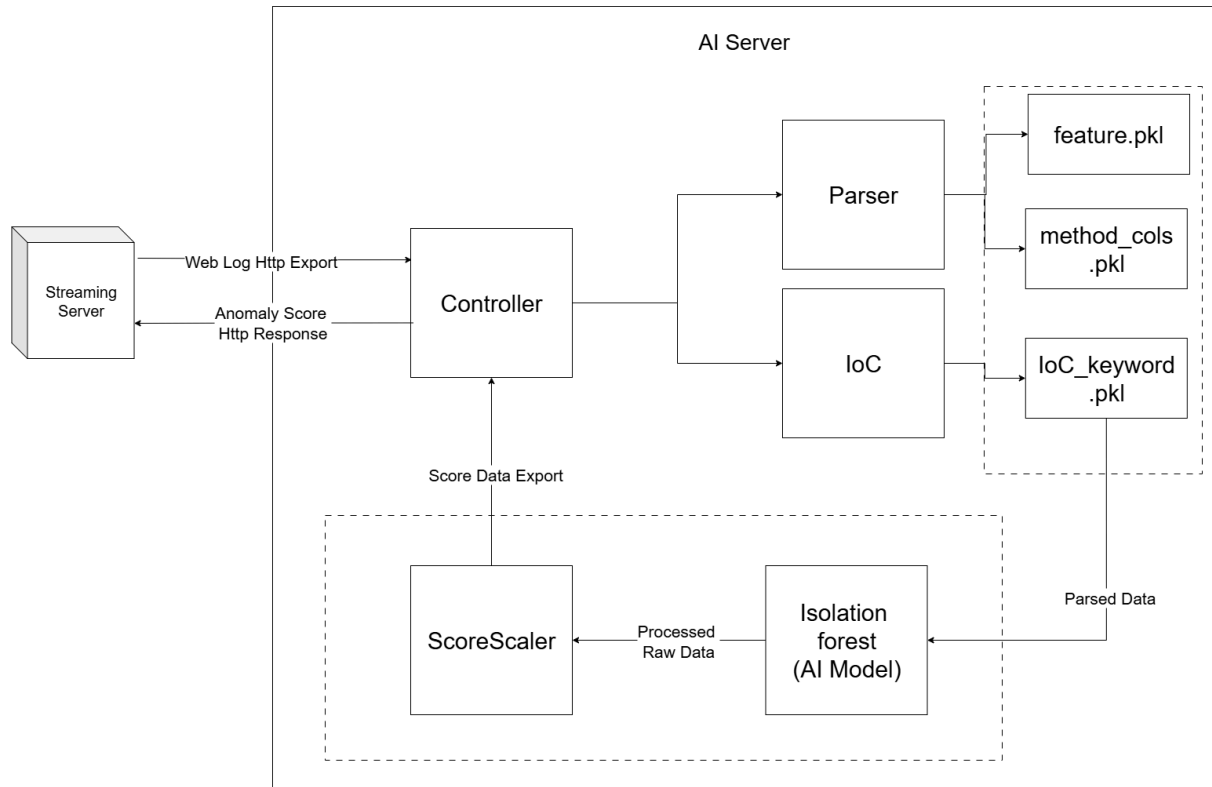 AI Server
feature.pkl
Parser
method_cols
.pkl
Web Log Http Export
Streaming
Server
Controller
Anomaly Score
Http Response
IoC
IoC_keyword
.pkl
Score Data Export
Parsed Data
ScoreScaler
Processed
Raw Data
Isolation
forest
(AI Model)